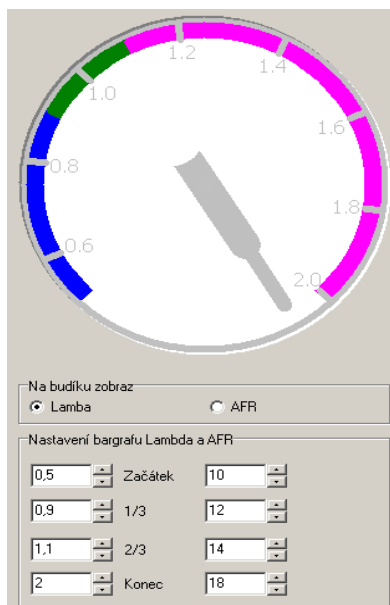 1.2
1.4
1.0
1.6
0.8
1.8
0.6
2.0
Na budíku zobraz
Lamba
AFR
Nastavení bargrafu Lambda a AFR
0,5 Začátek 10
0,9 1/3 12
1,1 2/3 14
2 Konec 18